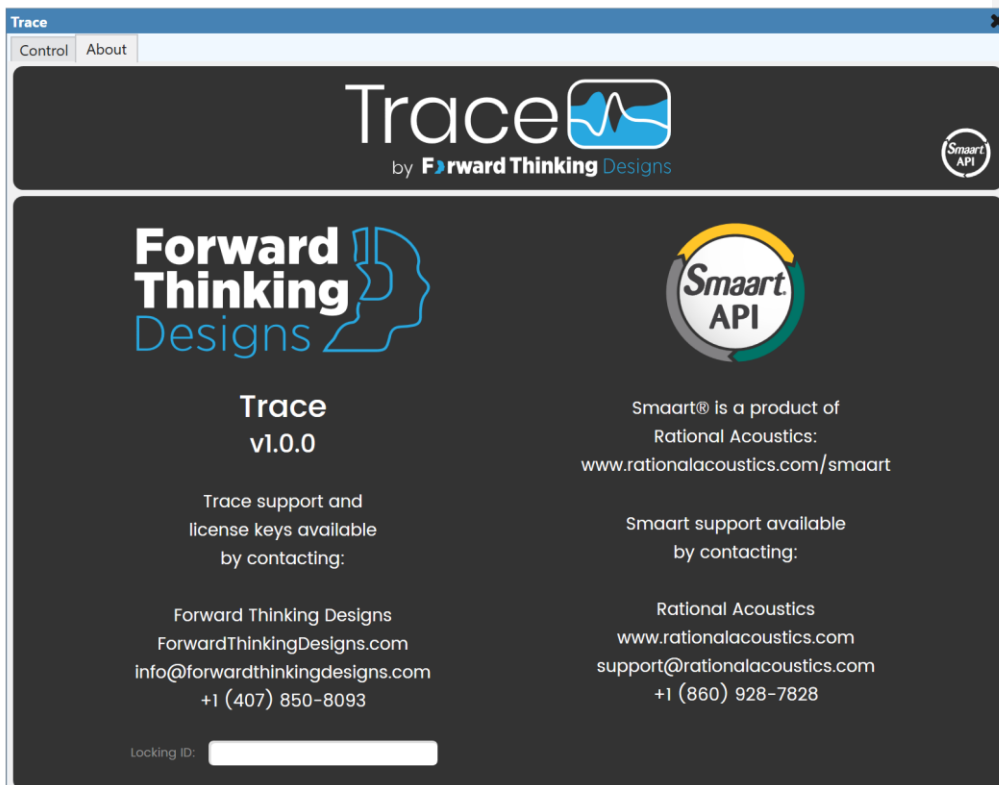 Trace
Control About
Trace
by Forward Thinking Designs
Smaart
API
Forward
Thinking
Designs
Trace
v1.0.0
Trace support and
license keys available
by contacting:
Forward Thinking Designs
ForwardThinkingDesigns.com
info@forwardthinkingdesigns.com
+1 (407) 850-8093
Locking ID:
Smaart.
API
Smaart® is a product of
Rational Acoustics:
www.rationalacoustics.com/smaart
Smaart support available
by contacting:
Rational Acoustics
www.rationalacoustics.com
support@rationalacoustics.com
+1 (860) 928-7828